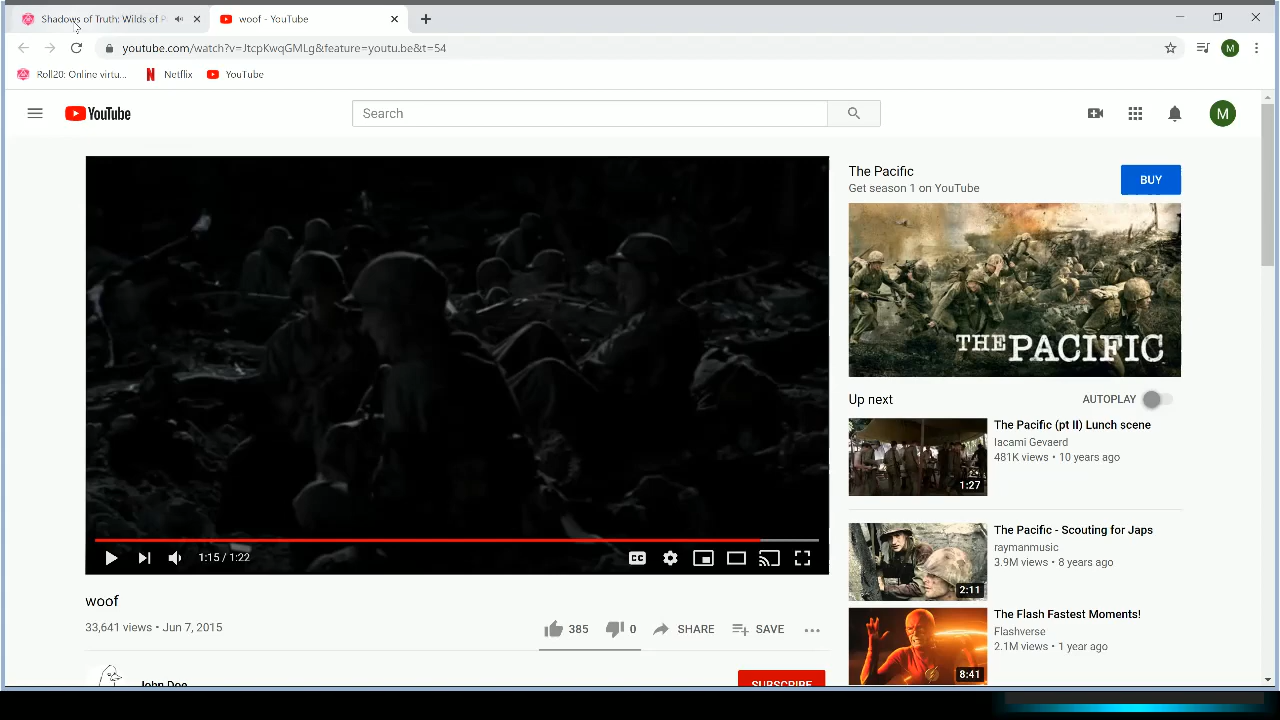 Shadows of Truth: Wilds of P
woof - YouTube
youtube.com/watch?v=JtcpKwqGMLg&feature=youtu.be&t=54
M
Roll20: Online virtu...
Netflix
YouTube
YouTube
Search
M
The Pacific
Get season 1 on YouTube
BUY
THE PACIFIC
Up next
AUTOPLAY
The Pacific (pt II) Lunch scene
Iacami Gevaerd
481K views • 10 years ago
1:27
The Pacific - Scouting for Japs
raymanmusic
3.9M views • 8 years ago
2:11
The Flash Fastest Moments!
Flashverse
2.1M views • 1 year ago
8:41
1:15 / 1:22
CC
woof
33,641 views • Jun 7, 2015
385
0
SHARE
SAVE
John Doe
SUBSCRIBE